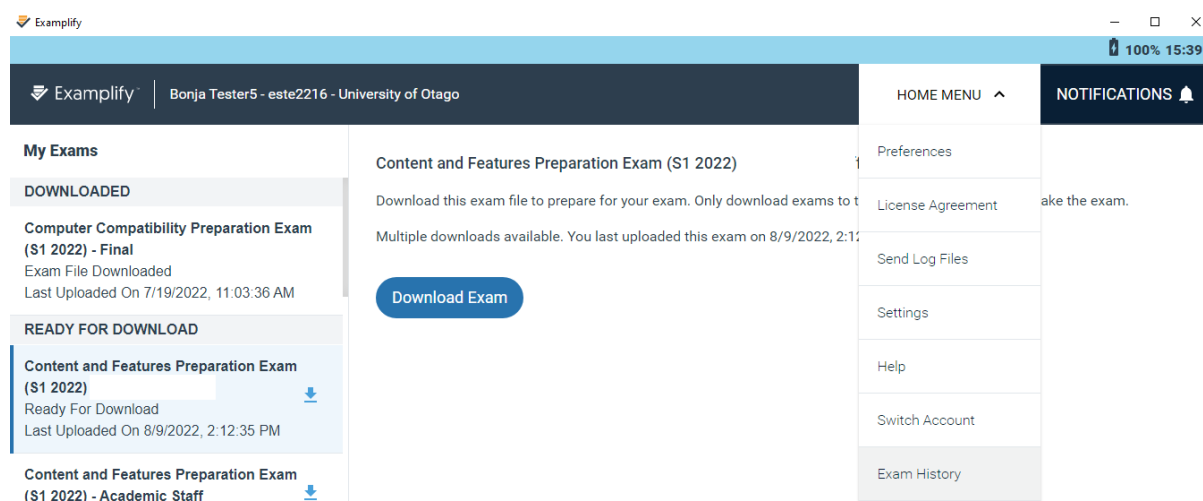 Examplify
100% 15:39
Examplify
Bonja Tester5 - este2216 - University of Otago
HOME MENU
NOTIFICATIONS
My Exams
DOWNLOADED
Computer Compatibility Preparation Exam
(S1 2022) - Final
Exam File Downloaded
Last Uploaded On 7/19/2022, 11:03:36 AM
READY FOR DOWNLOAD
Content and Features Preparation Exam
(S1 2022)
Ready For Download
Last Uploaded On 8/9/2022, 2:12:35 PM
Content and Features Preparation Exam
(S1 2022) - Academic Staff
Content and Features Preparation Exam (S1 2022)
Download this exam file to prepare for your exam. Only download exams to
ake the exam.
Multiple downloads available. You last uploaded this exam on 8/9/2022, 2:12
Download Exam
Preferences
License Agreement
Send Log Files
Settings
Help
Switch Account
Exam History